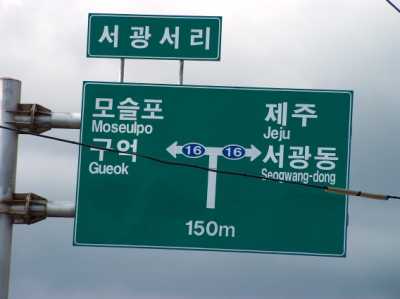 서광서리
모슬포
Moseulpo
구억
Gueok
16 16
제주
Jeju
서광동
Seogwang-dong
150m